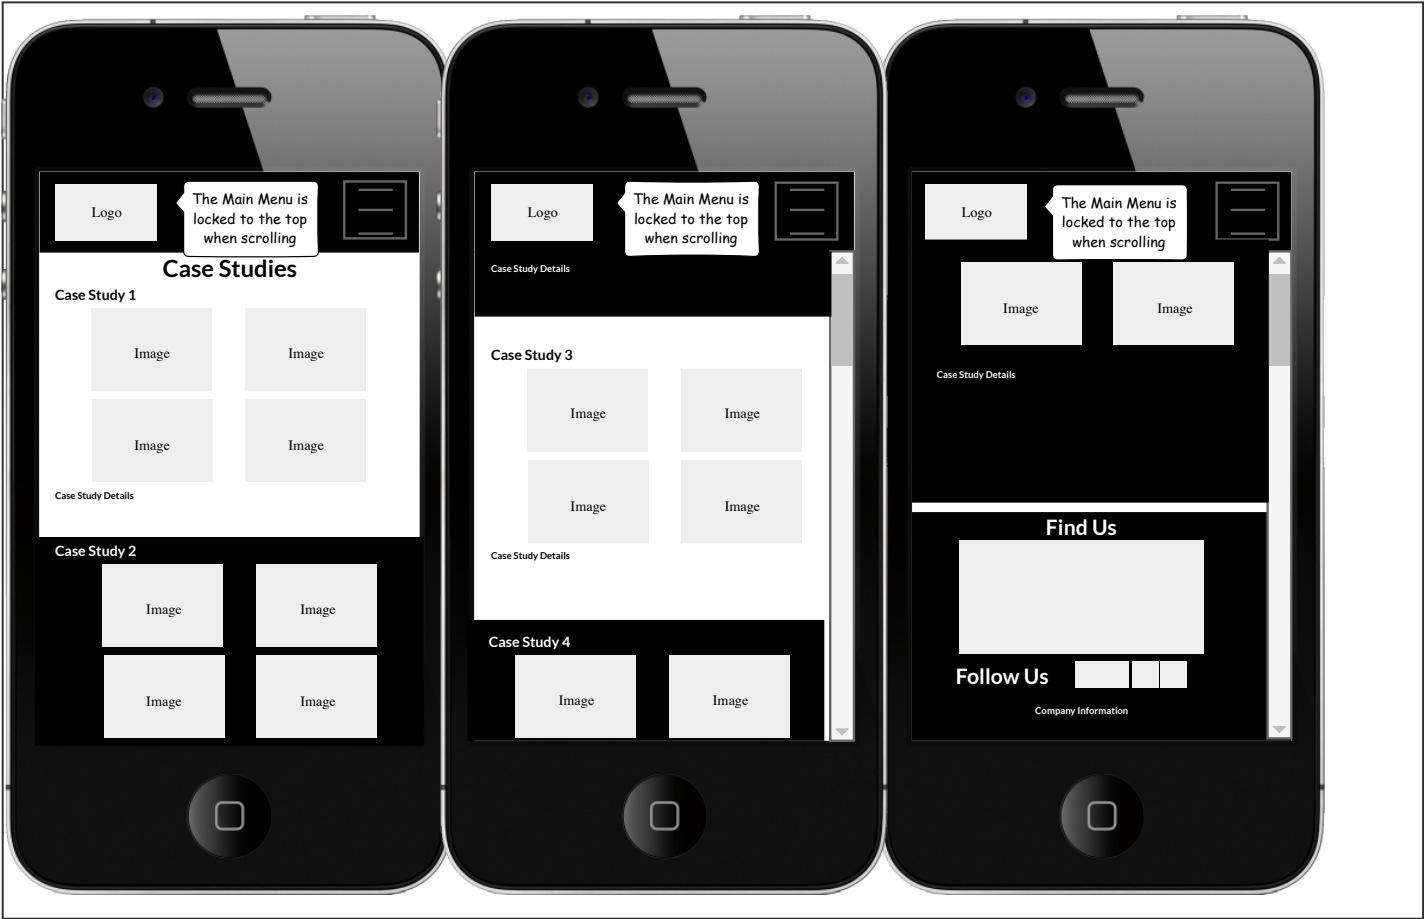 Logo
The Main Menu is
locked to the top
when scrolling
Case Studies
Case Study 1
Image Image
Image Image
Case Study Details
Case Study 2
Image Image
Image Image
Logo
The Main Menu is
locked to the top
when scrolling
Case Study Details
Case Study 3
Image Image
Image Image
Case Study Details
Case Study 4
Image Image
Logo
The Main Menu is
locked to the top
when scrolling
Image Image
Case Study Details
Find Us
Follow Us
Company Information